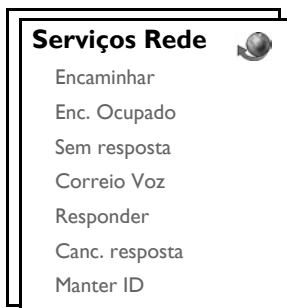 Serviços Rede
Encaminhar
Enc. Ocupado
Sem resposta
Correio Voz
Responder
Canc. resposta
Manter ID